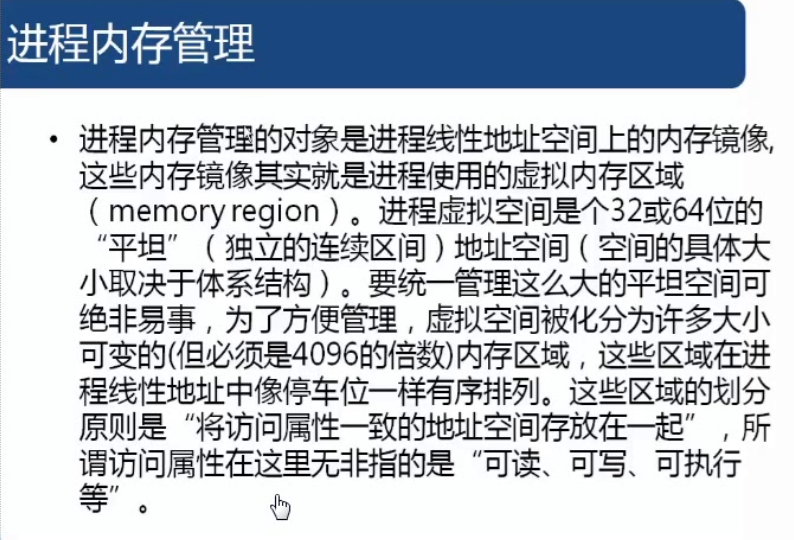 进程内存管理
• 进程内存管理的对象是进程线性地址空间上的内存镜像,
这些内存镜像其实就是进程使用的虚拟内存区域
（memory region）。进程虚拟空间是个32或64位的
“平坦”（独立的连续区间）地址空间（空间的具体大
小取决于体系结构）。要统一管理这么大的平坦空间可
绝非易事，为了方便管理，虚拟空间被化分为许多大小
可变的(但必须是4096的倍数)内存区域，这些区域在进
程线性地址中像停车位一样有序排列。这些区域的划分
原则是“将访问属性一致的地址空间存放在一起”，所
谓访问属性在这里无非指的是“可读、可写、可执行
等”。